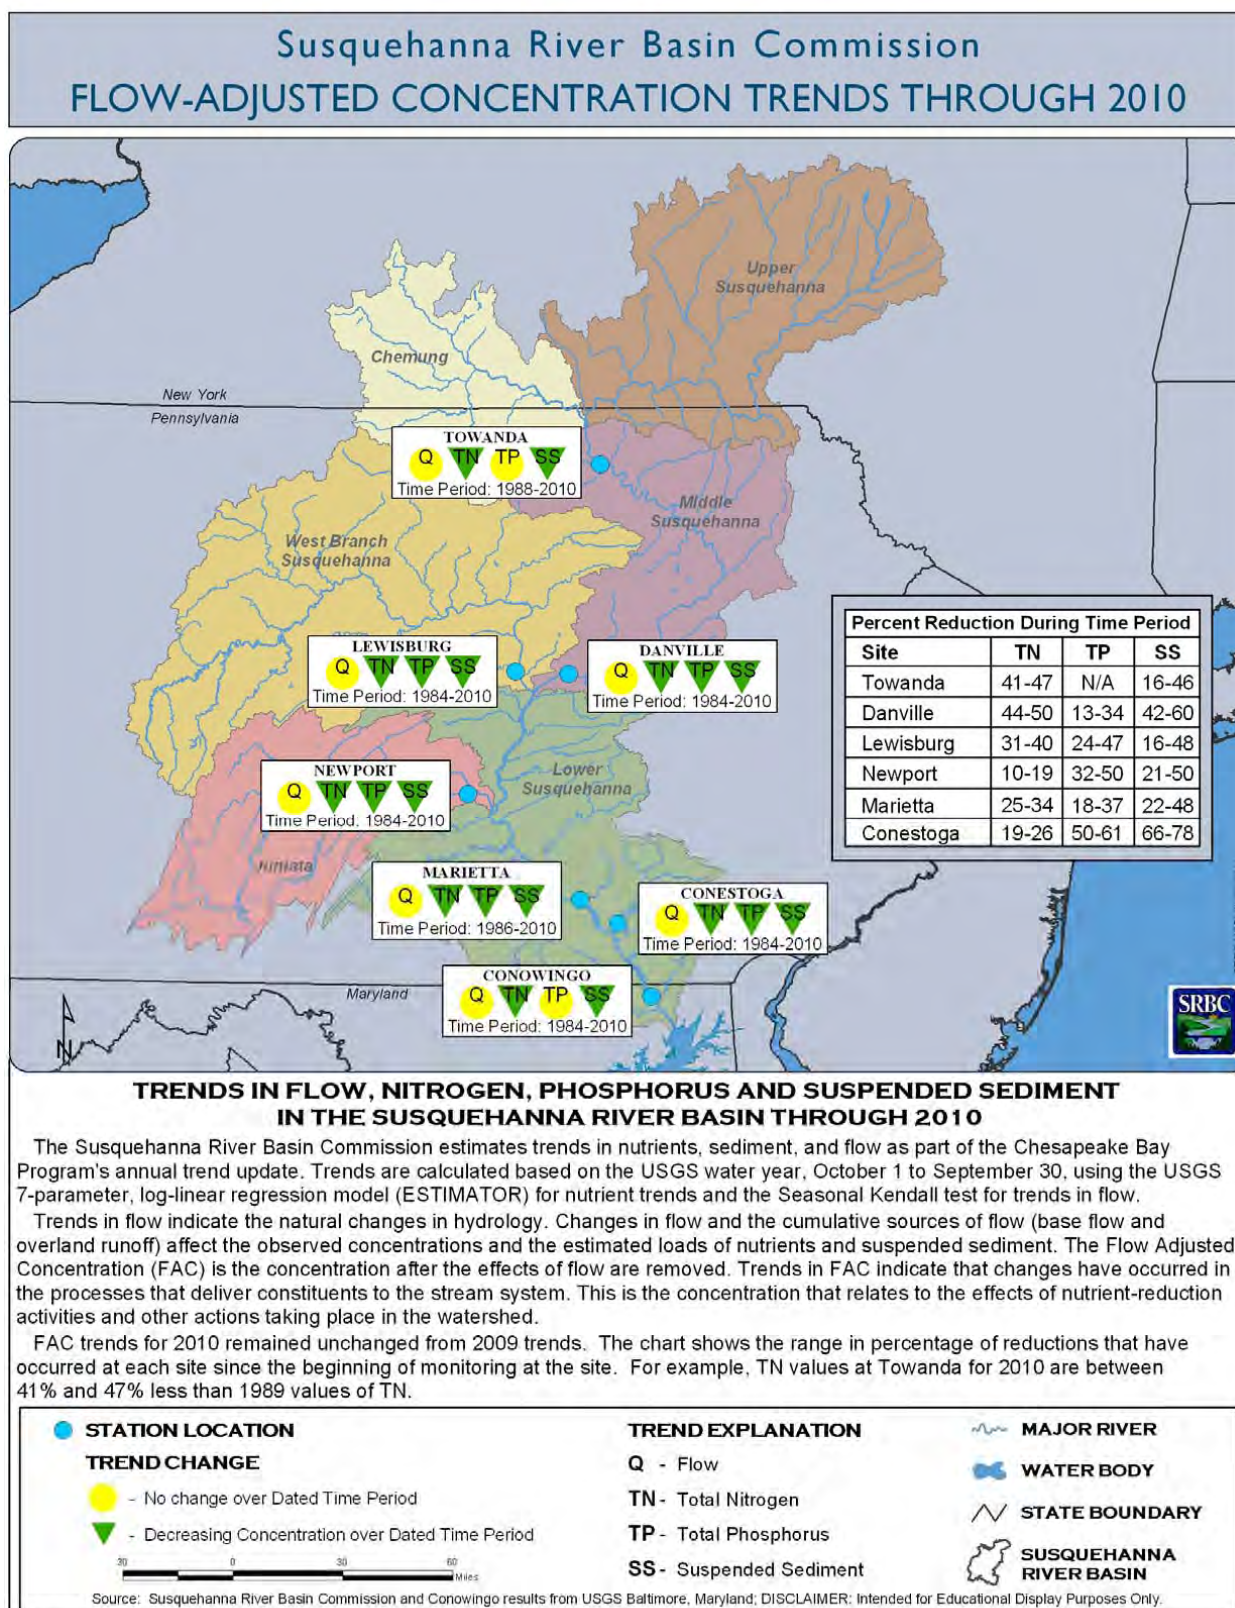 Susquehanna River Basin Commission
FLOW-ADJUSTED CONCENTRATION TRENDS THROUGH 2010
Upper
Susquehanna
Chemung
New York
Pennsylvania
TOWANDA
Q TN TP SS
Time Period: 1988-2010
Middle
Susquehanna
West Branch
Susquehanna
LEWISBURG
Q TN TP SS
Time Period: 1984-2010
DANVILLE
Q TN TP SS
Time Period: 1984-2010
Percent Reduction During Time Period
Site TN TP SS
Towanda 41-47 N/A 16-46
Danville 44-50 13-34 42-60
Lewisburg 31-40 24-47 16-48
Newport 10-19 32-50 21-50
Marietta 25-34 18-37 22-48
Conestoga 19-26 50-61 66-78
NEWPORT
Q TN TP SS
Time Period. 1984-2010
Lower
Susquehanna
Juniata
MARIETTA
Q TN TP SS
Time Period: 1986-2010
CONESTOGA
Q TN TP SS
Time Period: 1984-2010
CONOWINGO
Q TN TP SS
Time Period: 1984-2010
Maryland
N
SRBC
TRENDS IN FLOW, NITROGEN, PHOSPHORUS AND SUSPENDED SEDIMENT
IN THE SUSQUEHANNA RIVER BASIN THROUGH 2010
The Susquehanna River Basin Commission estimates trends in nutrients, sediment, and flow as part of the Chesapeake Bay
Program's annual trend update. Trends are calculated based on the USGS water year, October 1 to September 30, using the USGS
7-parameter, log-linear regression model (ESTIMATOR) for nutrient trends and the Seasonal Kendall test for trends in flow.
Trends in flow indicate the natural changes in hydrology. Changes in flow and the cumulative sources of flow (base flow and
overland runoff) affect the observed concentrations and the estimated loads of nutrients and suspended sediment. The Flow Adjusted
Concentration (FAC) is the concentration after the effects of flow are removed. Trends in FAC indicate that changes have occurred in
the processes that deliver constituents to the stream system. This is the concentration that relates to the effects of nutrient-reduction
activities and other actions taking place in the watershed.
FAC trends for 2010 remained unchanged from 2009 trends. The chart shows the range in percentage of reductions that have
occurred at each site since the beginning of monitoring at the site. For example, TN values at Towanda for 2010 are between
41% and 47% less than 1989 values of TN.
STATION LOCATION
TREND CHANGE
- No change over Dated Time Period
- Decreasing Concentration over Dated Time Period
30 0 30 60
Miles
TREND EXPLANATION
Q - Flow
TN - Total Nitrogen
TP - Total Phosphorus
SS - Suspended Sediment
MAJOR RIVER
WATER BODY
STATE BOUNDARY
SUSQUEHANNA
RIVER BASIN
Source: Susquehanna River Basin Commission and Conowingo results from USGS Baltimore, Maryland; DISCLAIMER: Intended for Educational Display Purposes Only.